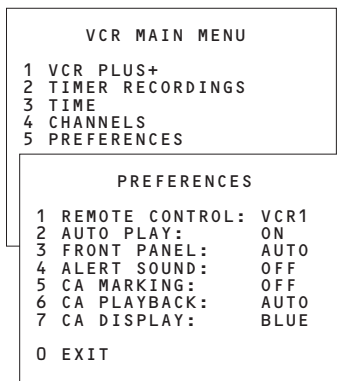 VCR MAIN MENU
1 VCR PLUS+
2 TIMER RECORDINGS
3 TIME
4 CHANNELS
5 PREFERENCES
PREFERENCES
1 REMOTE CONTROL: VCR1
2 AUTO PLAY: ON
3 FRONT PANEL: AUTO
4 ALERT SOUND: OFF
5 CA MARKING: OFF
6 CA PLAYBACK: AUTO
7 CA DISPLAY: BLUE
0 EXIT